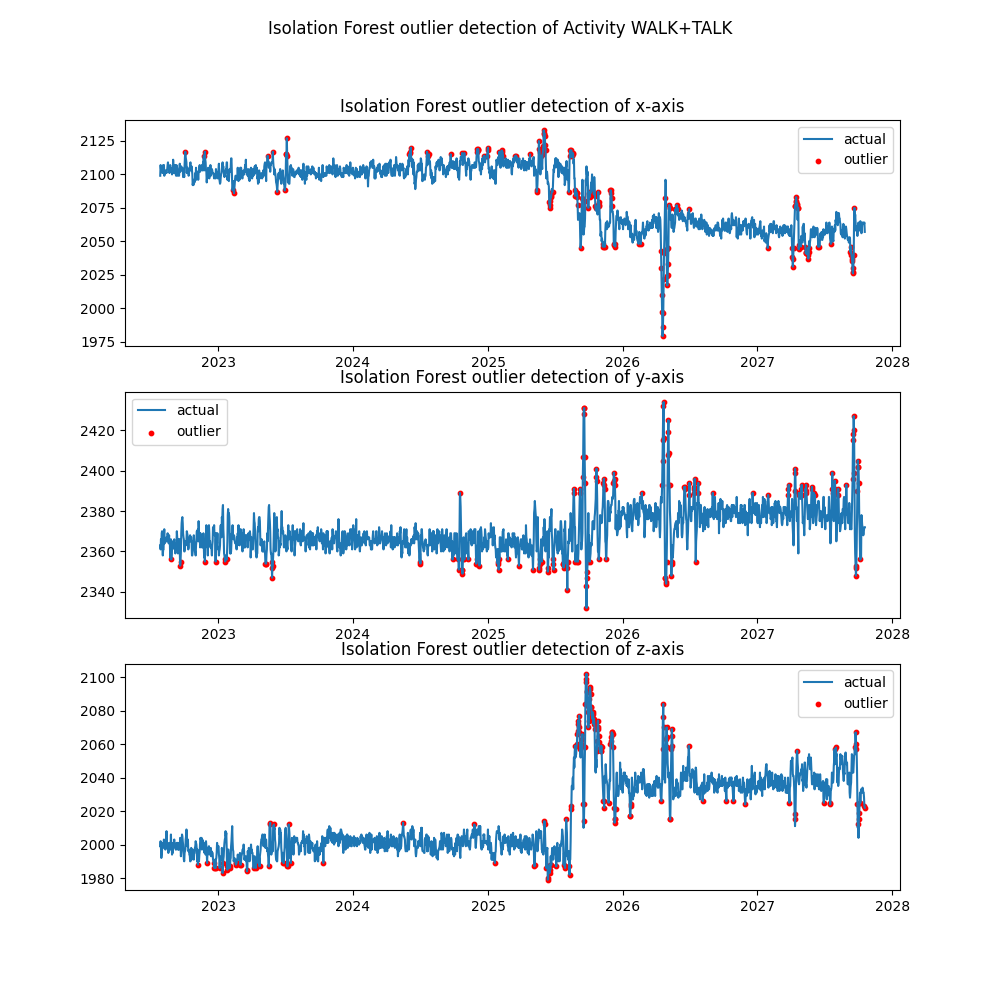 Isolation Forest outlier detection of Activity WALK+TALK
Isolation Forest outlier detection of x-axis
2125
2100
2075
2050
2025
2000
1975
actual
outlier
2023 2024 2025 2026 2027 2028
Isolation Forest outlier detection of y-axis
2420
2400
2380
2360
2340
actual
outlier
2023 2024 2025 2026 2027 2028
Isolation Forest outlier detection of z-axis
2100
2080
2060
2040
2020
2000
1980
actual
outlier
2023 2024 2025 2026 2027 2028